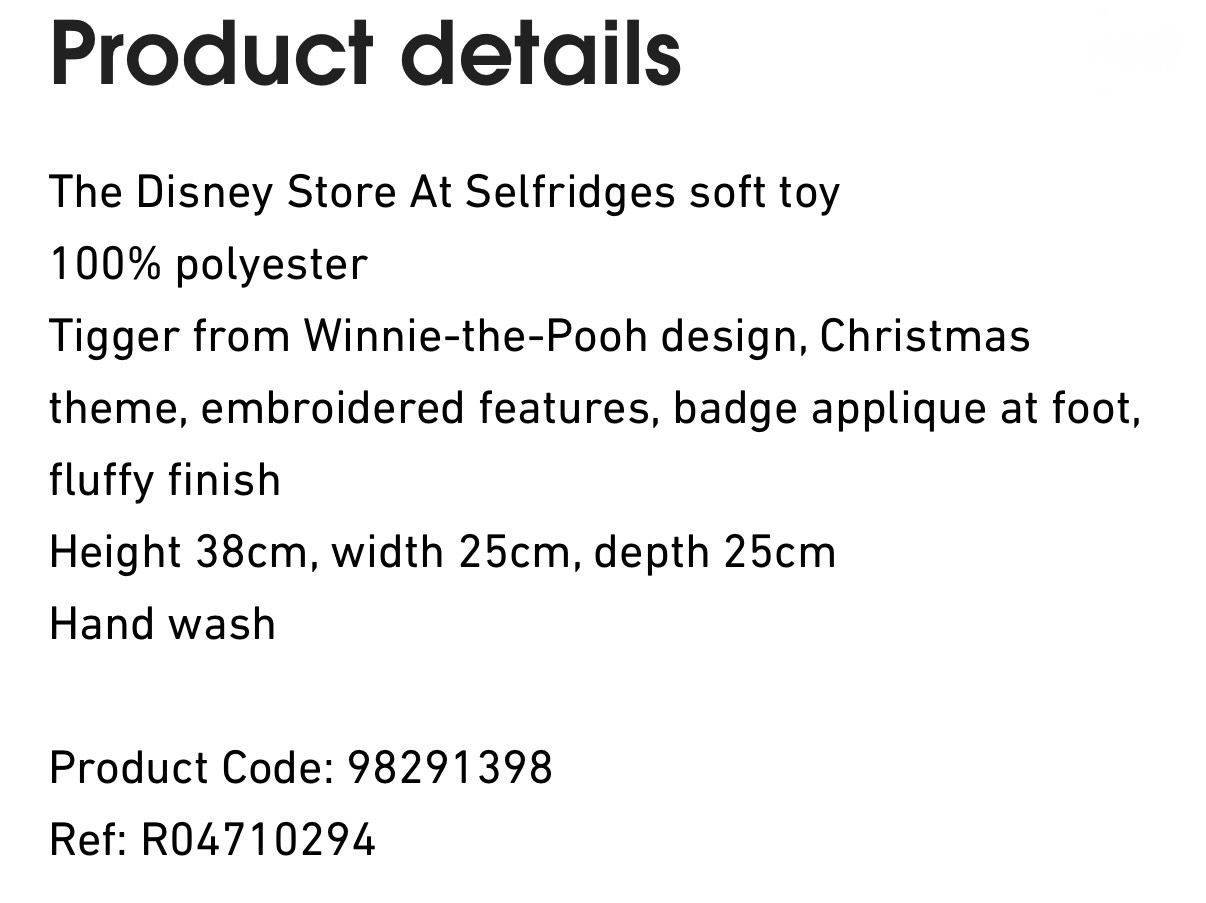 Product details
The Disney Store At Selfridges soft toy
100% polyester
Tigger from Winnie-the-Pooh design, Christmas
theme, embroidered features, badge applique at foot,
fluffy finish
Height 38cm, width 25cm, depth 25cm
Hand wash
Product Code: 98291398
Ref: R04710294